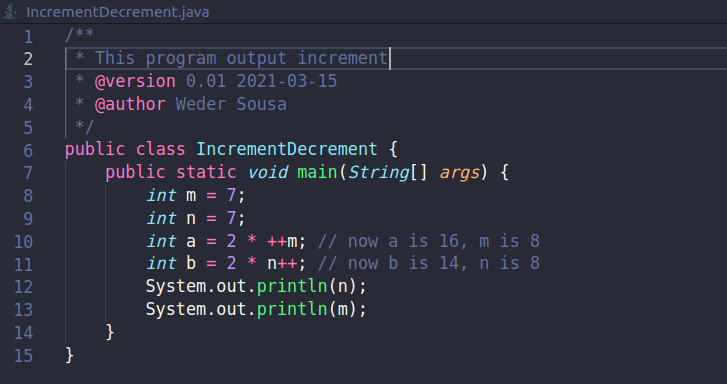 IncrementDecrement.java
1 /**
2 * This program output increment
3 * @version 0.01 2021-03-15
4 * @author Weder Sousa
5 */
6 public class IncrementDecrement {
7 public static void main(String[] args) {
8 int m = 7;
9 int n = 7;
10 int a = 2 * ++m; // now a is 16, m is 8
11 int b = 2 * n++; // now b is 14, n is 8
12 System.out.println(n);
13 System.out.println(m);
14 }
15 }